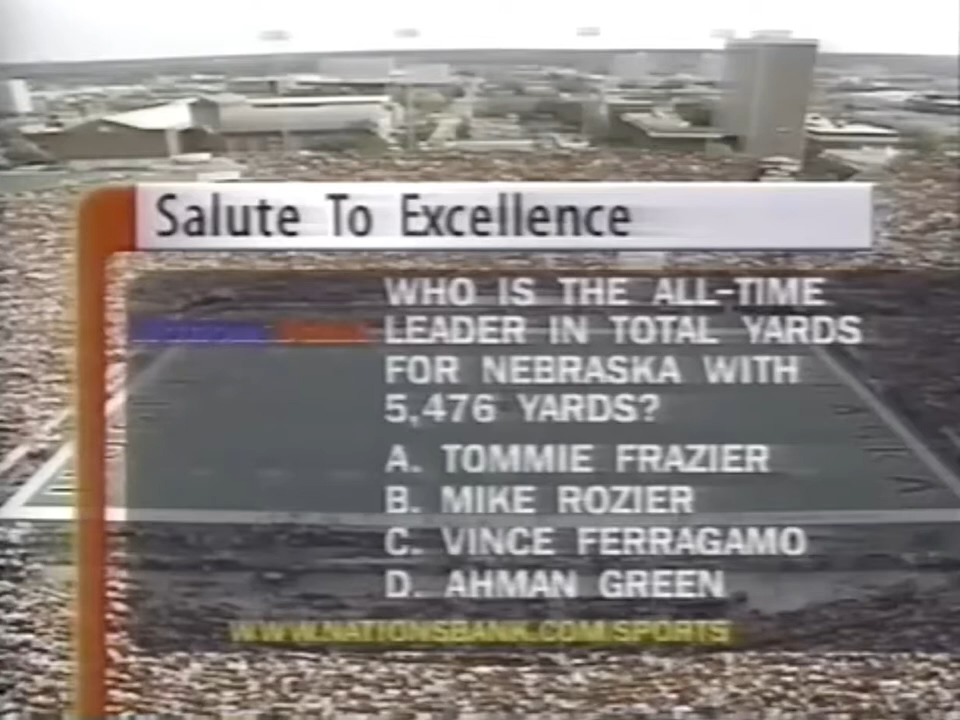 Salute To Excellence
WHO IS THE ALL-TIME
LEADER IN TOTAL YARDS
FOR NEBRASKA WITH
5,476 YARDS?
A. TOMMIE FRAZIER
B. MIKE ROZIER
C. VINCE FERRAGAMO
D. AHMAN GREEN
WWW.NATIONSBANK.COM/SPORTS